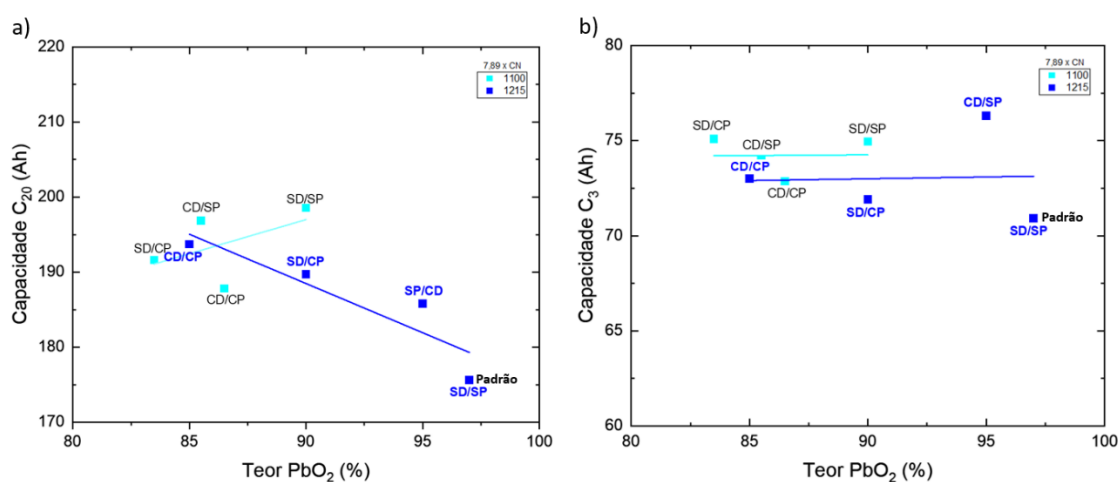 a)
Capacidade C20 (Ah)
220
210
200
190
180
170
7,89 x CN
1100
1215
SD/SP
CD/SP
SD/CP
CD/CP
CD/CP
SD/CP
SP/CD
Padrão
SD/SP
80 85 90 95 100
Teor PbO2 (%)
b)
Capacidade C3 (Ah)
80
75
70
65
60
7,89 x CN
1100
1215
CD/SP
SD/CP
SD/SP
CD/SP
CD/CP
CD/CP
SD/CP
Padrão
SD/SP
80 85 90 95 100
Teor PbO2 (%)